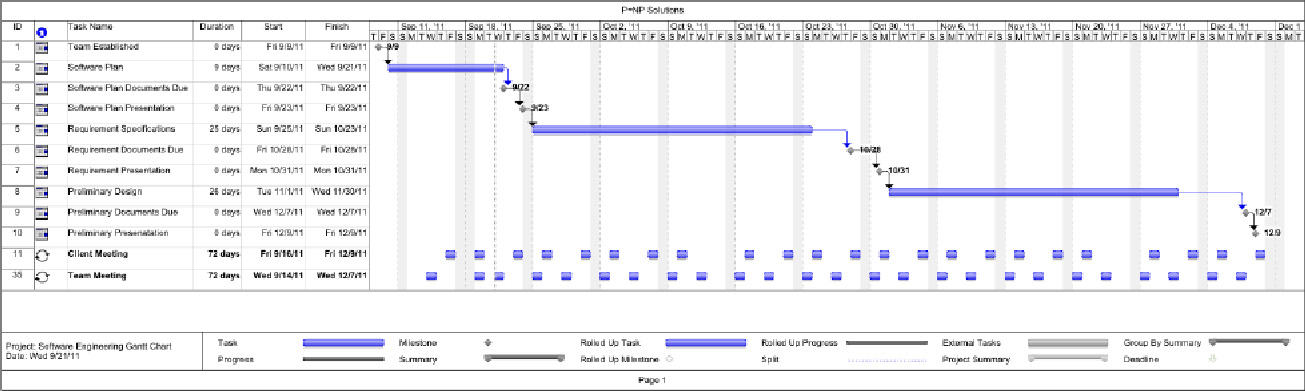 P=NP Solutions
ID Task Name Duration Start Finish Sep 11, '11 Sep 18, '11 Sep 25, '11 Oct 2, '11 Oct 9, '11 Oct 16, '11 Oct 23, '11 Oct 30, '11 Nov 6, '11 Nov 13, '11 Nov 20, '11 Nov 27, '11 Dec 4, '11 Dec 1
T F S S M T W T F S S M T W T F S S M T W T F S S M T W T F S S M T W T F S S M T W T F S S M T W T F S S M T W T F S S M T W T F S S M T W T F S S M T W T F S S M T W T F S S M T W T F S S M T W T F S S M
1 Team Established 0 days Fri 9/9/11 Fri 9/9/11 9/9
2 Software Plan 9 days Sat 9/10/11 Wed 9/21/11
3 Software Plan Documents Due 0 days Thu 9/22/11 Thu 9/22/11 9/22
4 Software Plan Presentation 0 days Fri 9/23/11 Fri 9/23/11 9/23
5 Requirement Specifications 25 days Sun 9/25/11 Sun 10/23/11
6 Requirement Documents Due 0 days Fri 10/28/11 Fri 10/28/11 10/28
7 Requirement Presentation 0 days Mon 10/31/11 Mon 10/31/11 10/31
8 Preliminary Design 26 days Tue 11/1/11 Wed 11/30/11
9 Preliminary Documents Due 0 days Wed 12/7/11 Wed 12/7/11 12/7
10 Preliminary Presenatation 0 days Fri 12/9/11 Fri 12/9/11 12/9
11 Client Meeting 72 days Fri 9/16/11 Fri 12/9/11
38 Team Meeting 72 days Wed 9/14/11 Wed 12/7/11
Project: Software Engineering Gantt Chart
Date: Wed 9/21/11
Task Milestone Rolled Up Task Rolled Up Progress External Tasks Group By Summary
Progress Summary Rolled Up Milestone Split Project Summary Deadline
Page 1